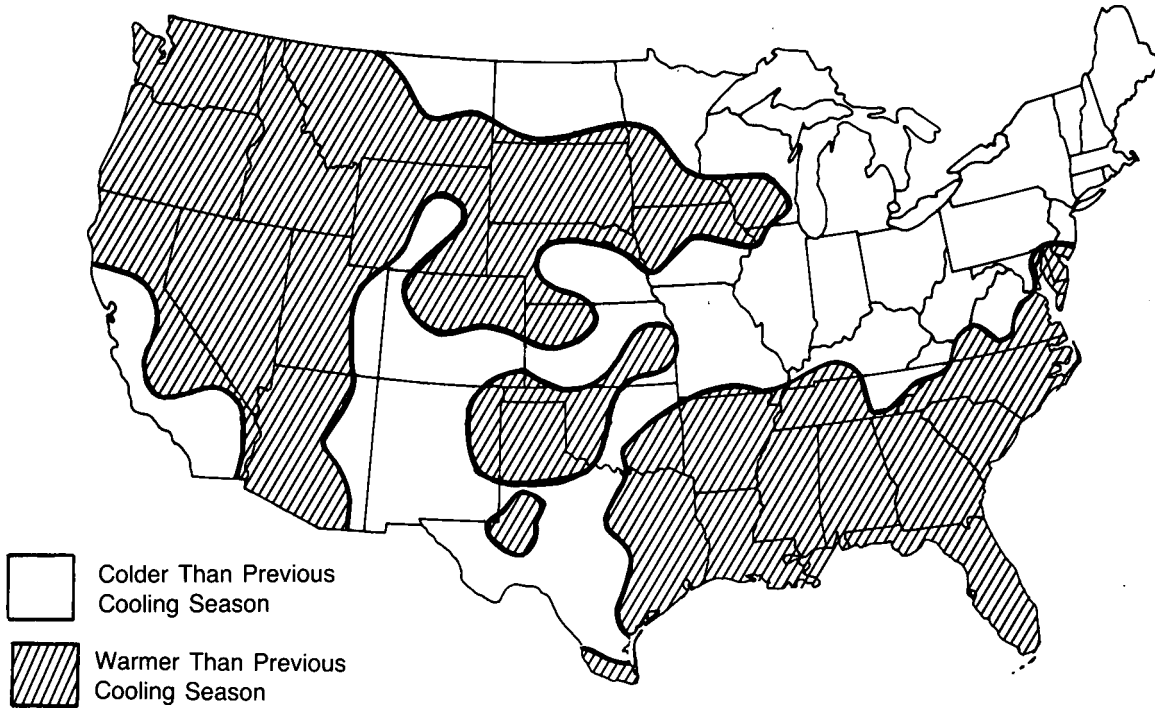 Colder Than Previous
Cooling Season
Warmer Than Previous
Cooling Season